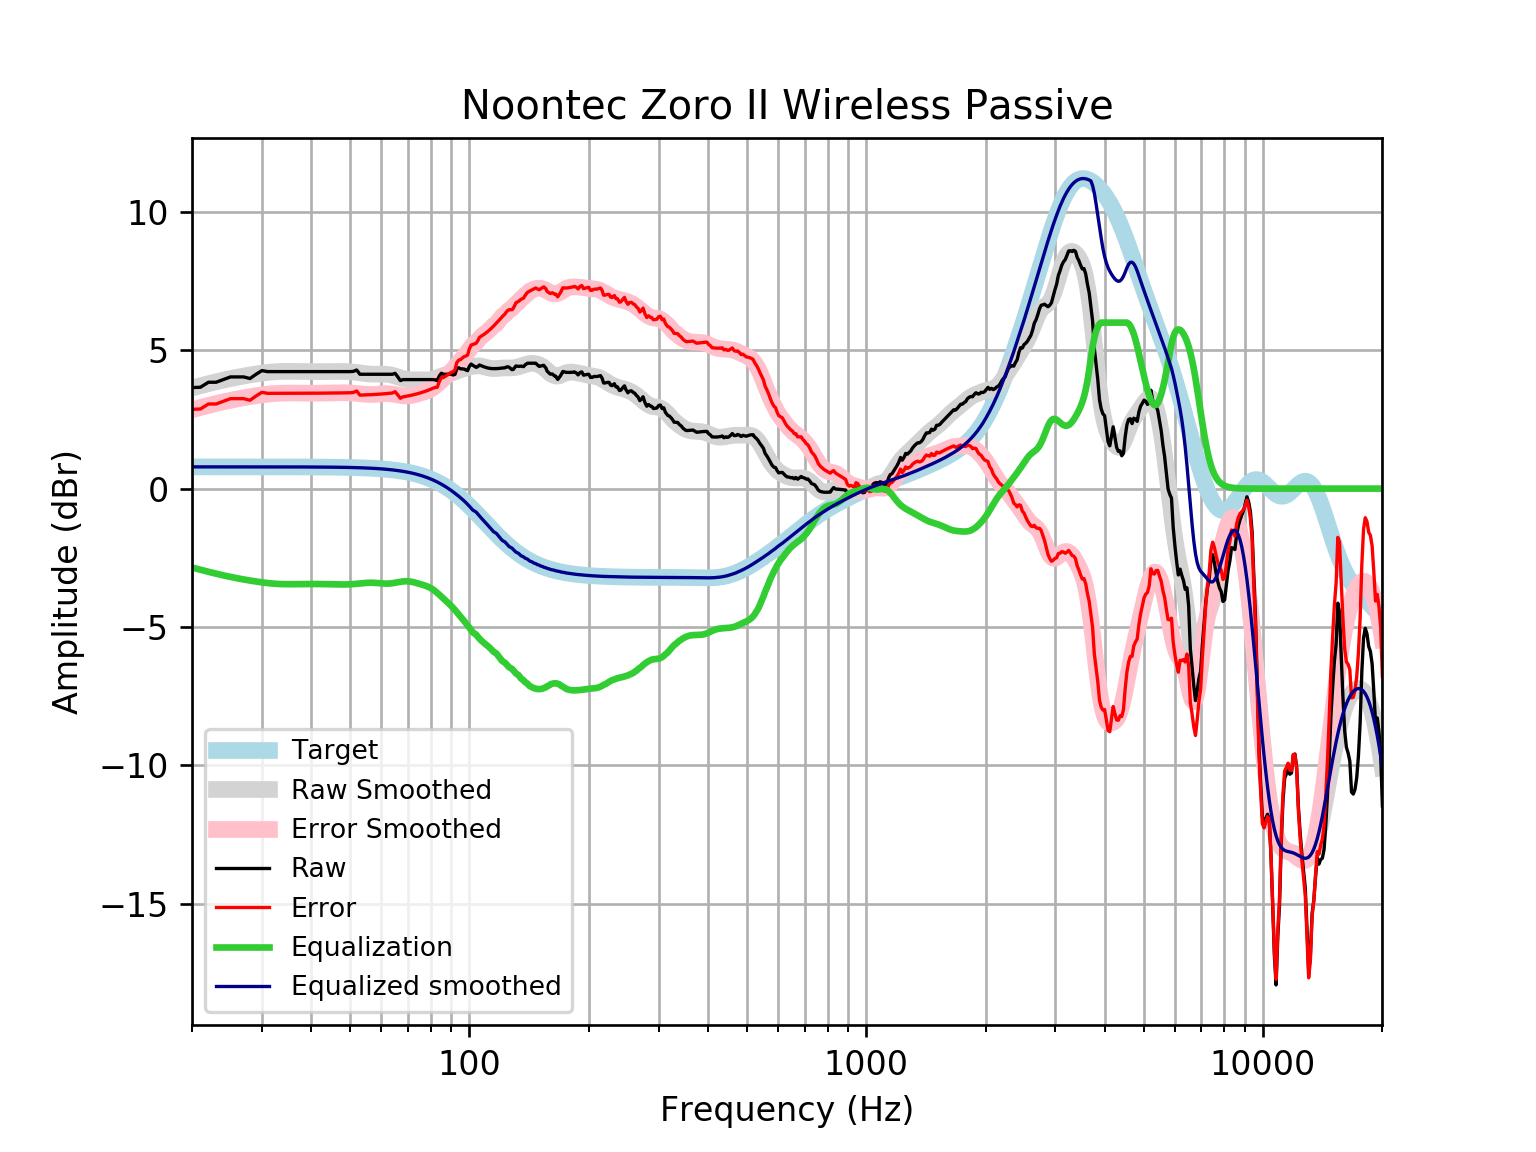 Noontec Zoro II Wireless Passive
Amplitude (dBr)
10
5
0
−5
−10
−15
Target
Raw Smoothed
Error Smoothed
Raw
Error
Equalization
Equalized smoothed
100
1000
10000
Frequency (Hz)